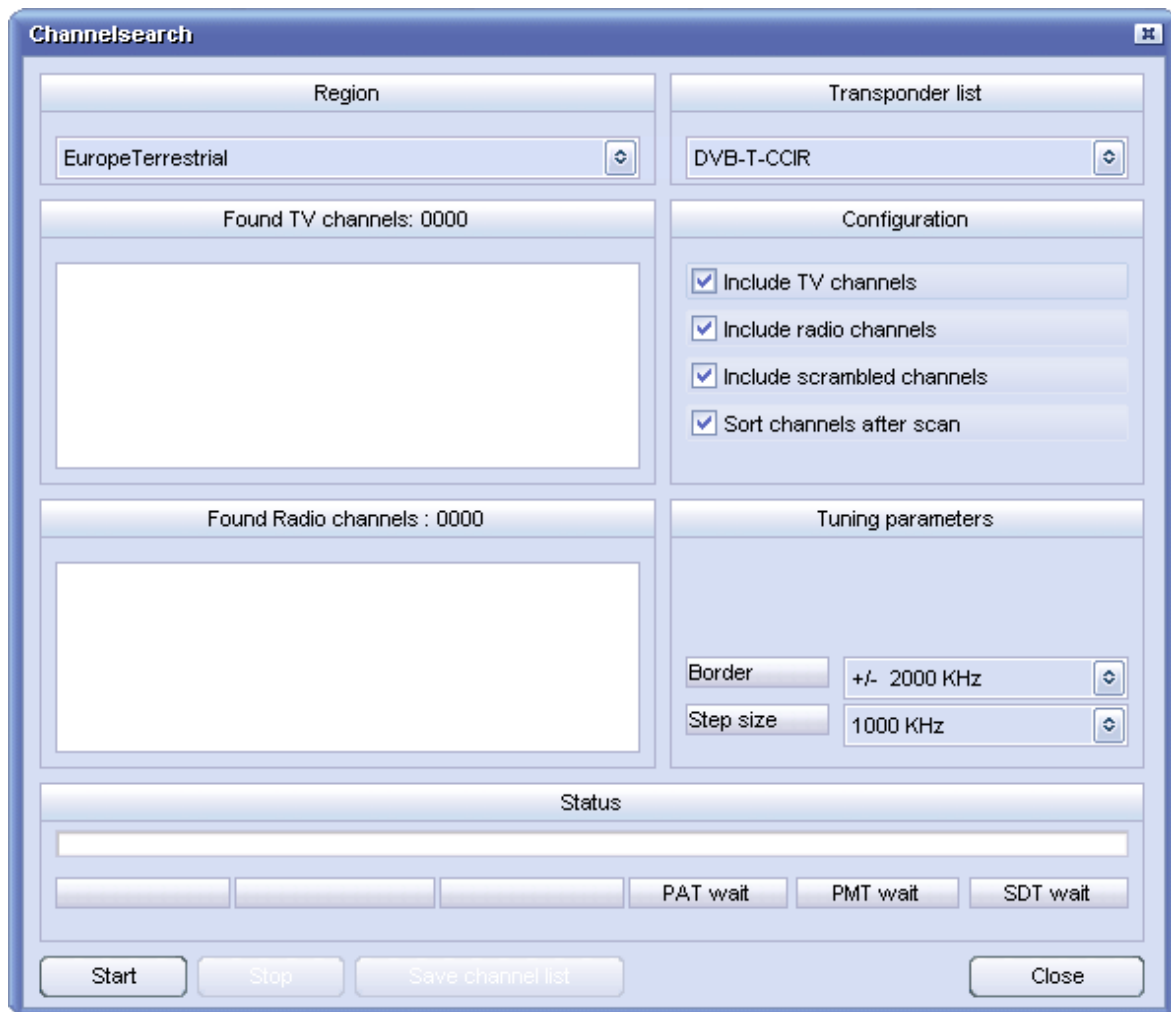 Channelsearch
Region
EuropeTerrestrial
Transponder list
DVB-T-CCIR
Found TV channels: 0000
Configuration
Include TV channels
Include radio channels
Include scrambled channels
Sort channels after scan
Found Radio channels : 0000
Tuning parameters
Border
+/- 2000 KHz
Step size
1000 KHz
Status
PAT wait
PMT wait
SDT wait
Start
Stop
Save channel list
Close